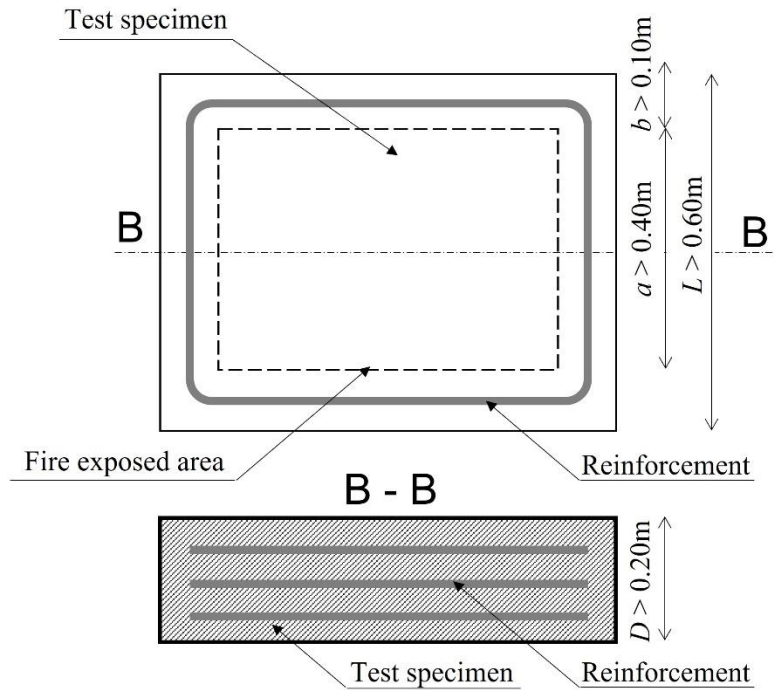 Test specimen
b > 0.10m
B
B
a > 0.40m
L > 0.60m
Fire exposed area
Reinforcement
B - B
D > 0.20m
Test specimen
Reinforcement